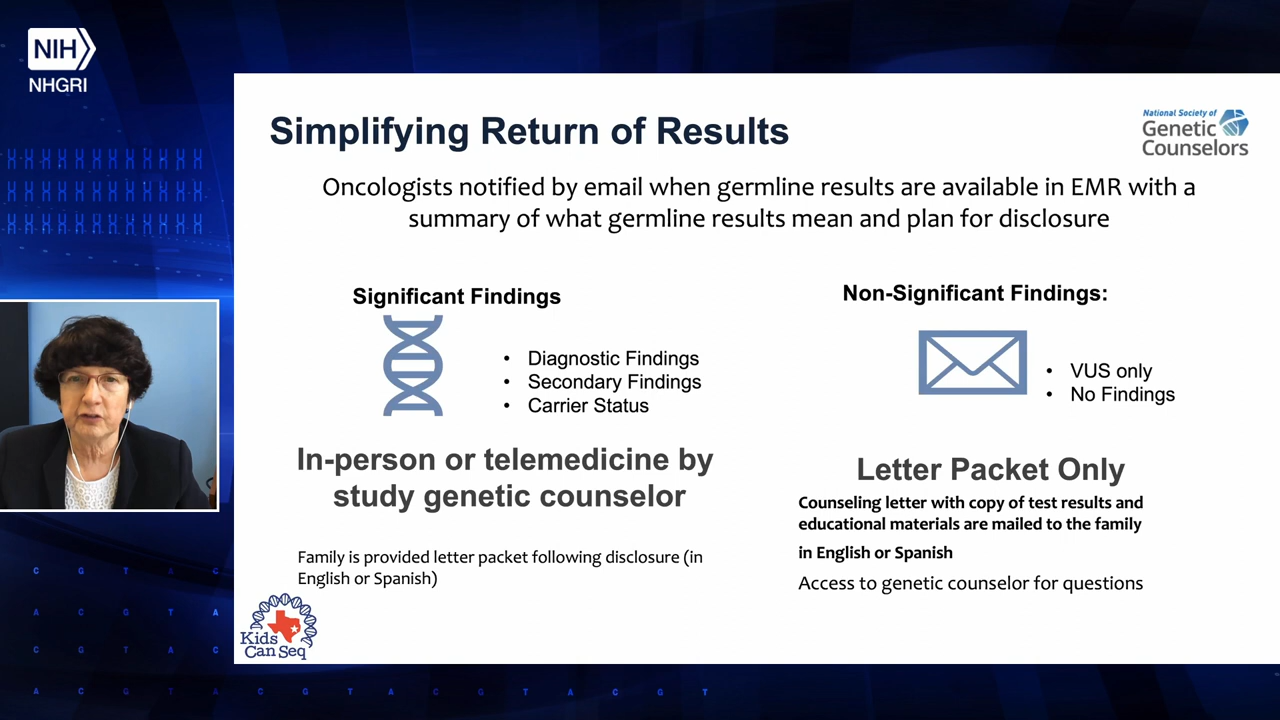 NIH
NHGRI
Simplifying Return of Results
National Society of
Genetic
Counselors
Oncologists notified by email when germline results are available in EMR with a
summary of what germline results mean and plan for disclosure
Significant Findings
• Diagnostic Findings
• Secondary Findings
• Carrier Status
In-person or telemedicine by
study genetic counselor
Family is provided letter packet following disclosure (in
English or Spanish)
Non-Significant Findings:
• VUS only
• No Findings
Letter Packet Only
Counseling letter with copy of test results and
educational materials are mailed to the family
in English or Spanish
Access to genetic counselor for questions
Kids
Can Seq
C G T A C
A C G T A
C G T A C
A C G T A C G T A C G T A C G T